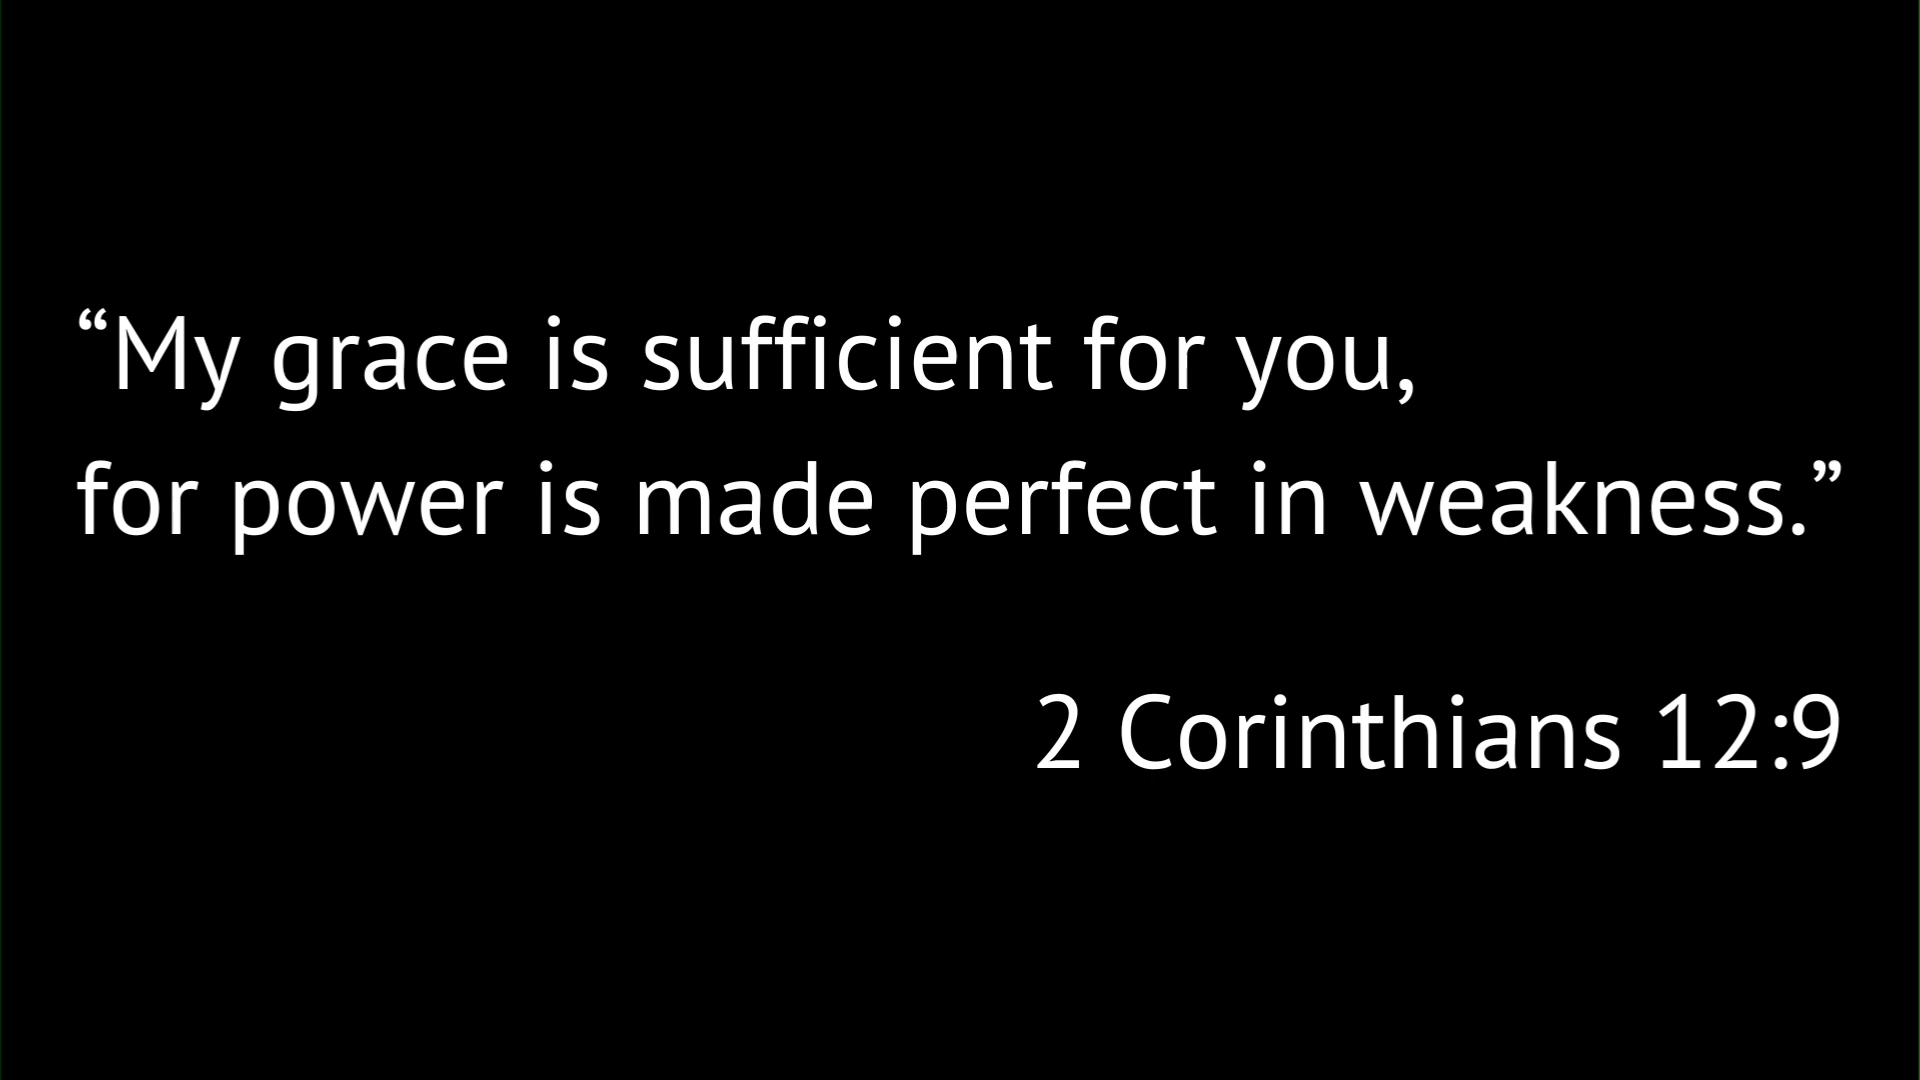 “My grace is sufficient for you,
for power is made perfect in weakness.”
2 Corinthians 12:9